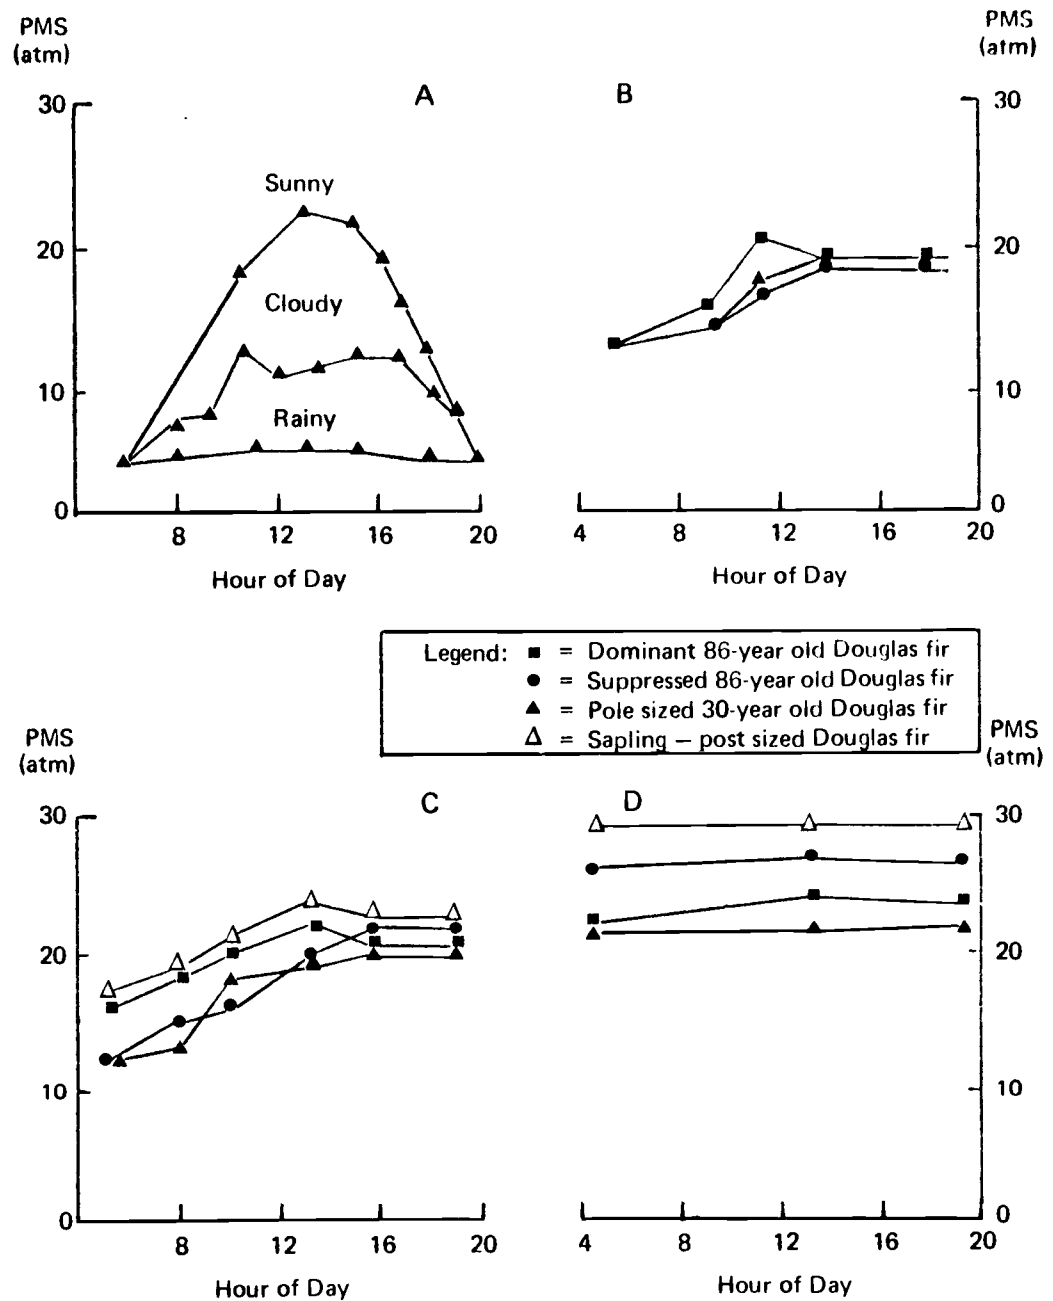 PMS
(atm)
PMS
(atm)
A
B
30
30
Sunny
20
20
Cloudy
10
10
Rainy
0
0
8
12
16
20
4
8
12
16
20
Hour of Day
Hour of Day
Legend: ■ = Dominant 86-year old Douglas fir
● = Suppressed 86-year old Douglas fir
▲ = Pole sized 30-year old Douglas fir
△ = Sapling — post sized Douglas fir
PMS
(atm)
PMS
(atm)
C
D
30
30
20
20
10
10
0
0
8
12
16
20
4
8
12
16
20
Hour of Day
Hour of Day